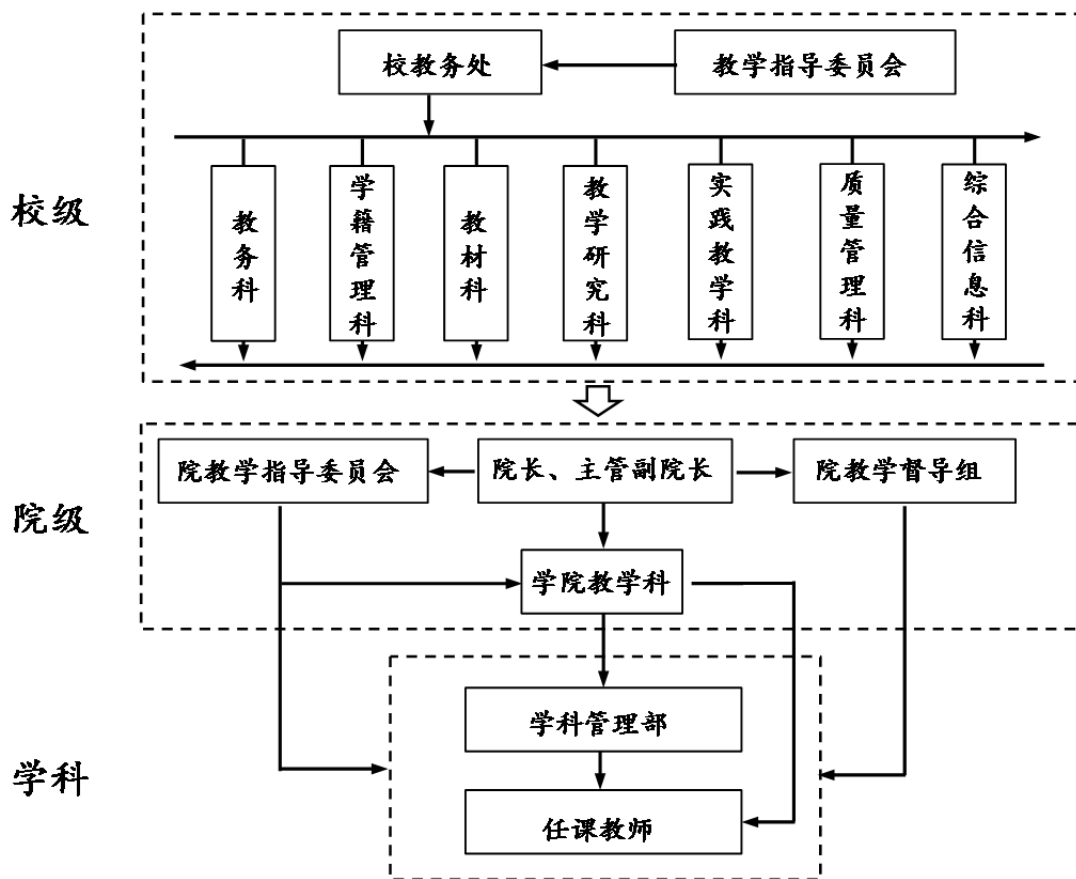 校教务处
教学指导委员会
校级
教务科
学籍管理科
教材科
教学研究科
实践教学科
质量管理科
综合信息科
院级
院教学指导委员会
院长、主管副院长
院教学督导组
学院教学科
学科
学科管理部
任课教师